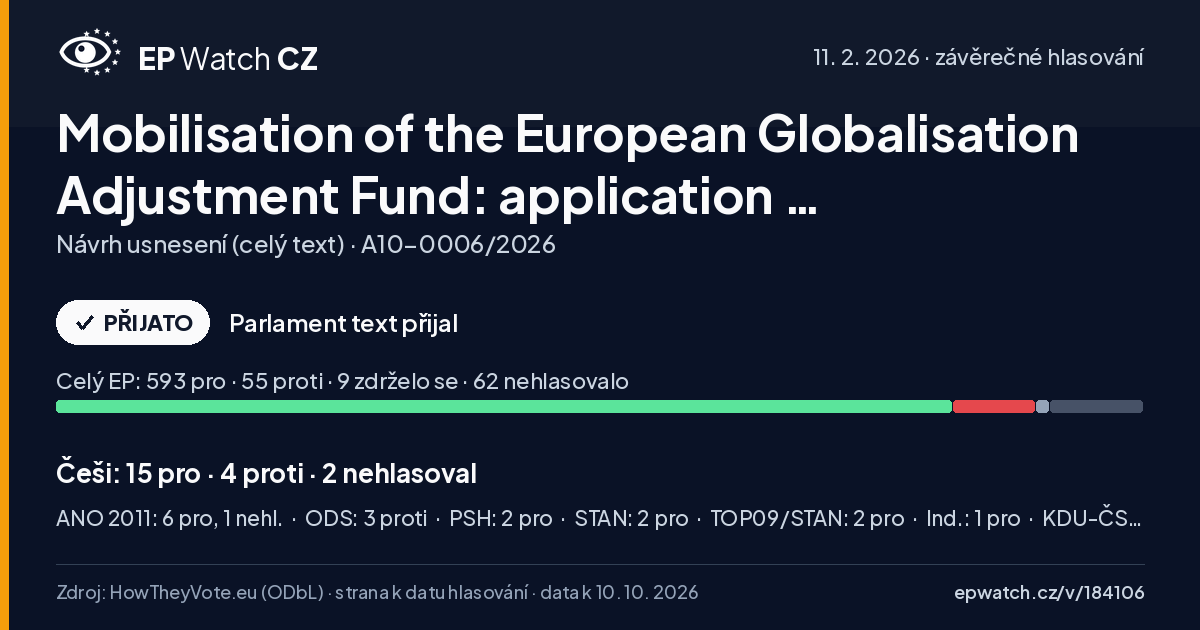 EP Watch CZ
11. 2. 2026 · závěrečné hlasování
Mobilisation of the European Globalisation
Adjustment Fund: application …
Návrh usnesení (celý text) · A10-0006/2026
✓ PŘIJATO
Parlament text přijal
Celý EP: 593 pro · 55 proti · 9 zdrželo se · 62 nehlasovalo
Češi: 15 pro · 4 proti · 2 nehlasoval
ANO 2011: 6 pro, 1 nehl. · ODS: 3 proti · PSH: 2 pro · STAN: 2 pro · TOP09/STAN: 2 pro · Ind.: 1 pro · KDU-ČS…
Zdroj: HowTheyVote.eu (ODbL) · strana k datu hlasování · data k 10. 10. 2026
epwatch.cz/v/184106